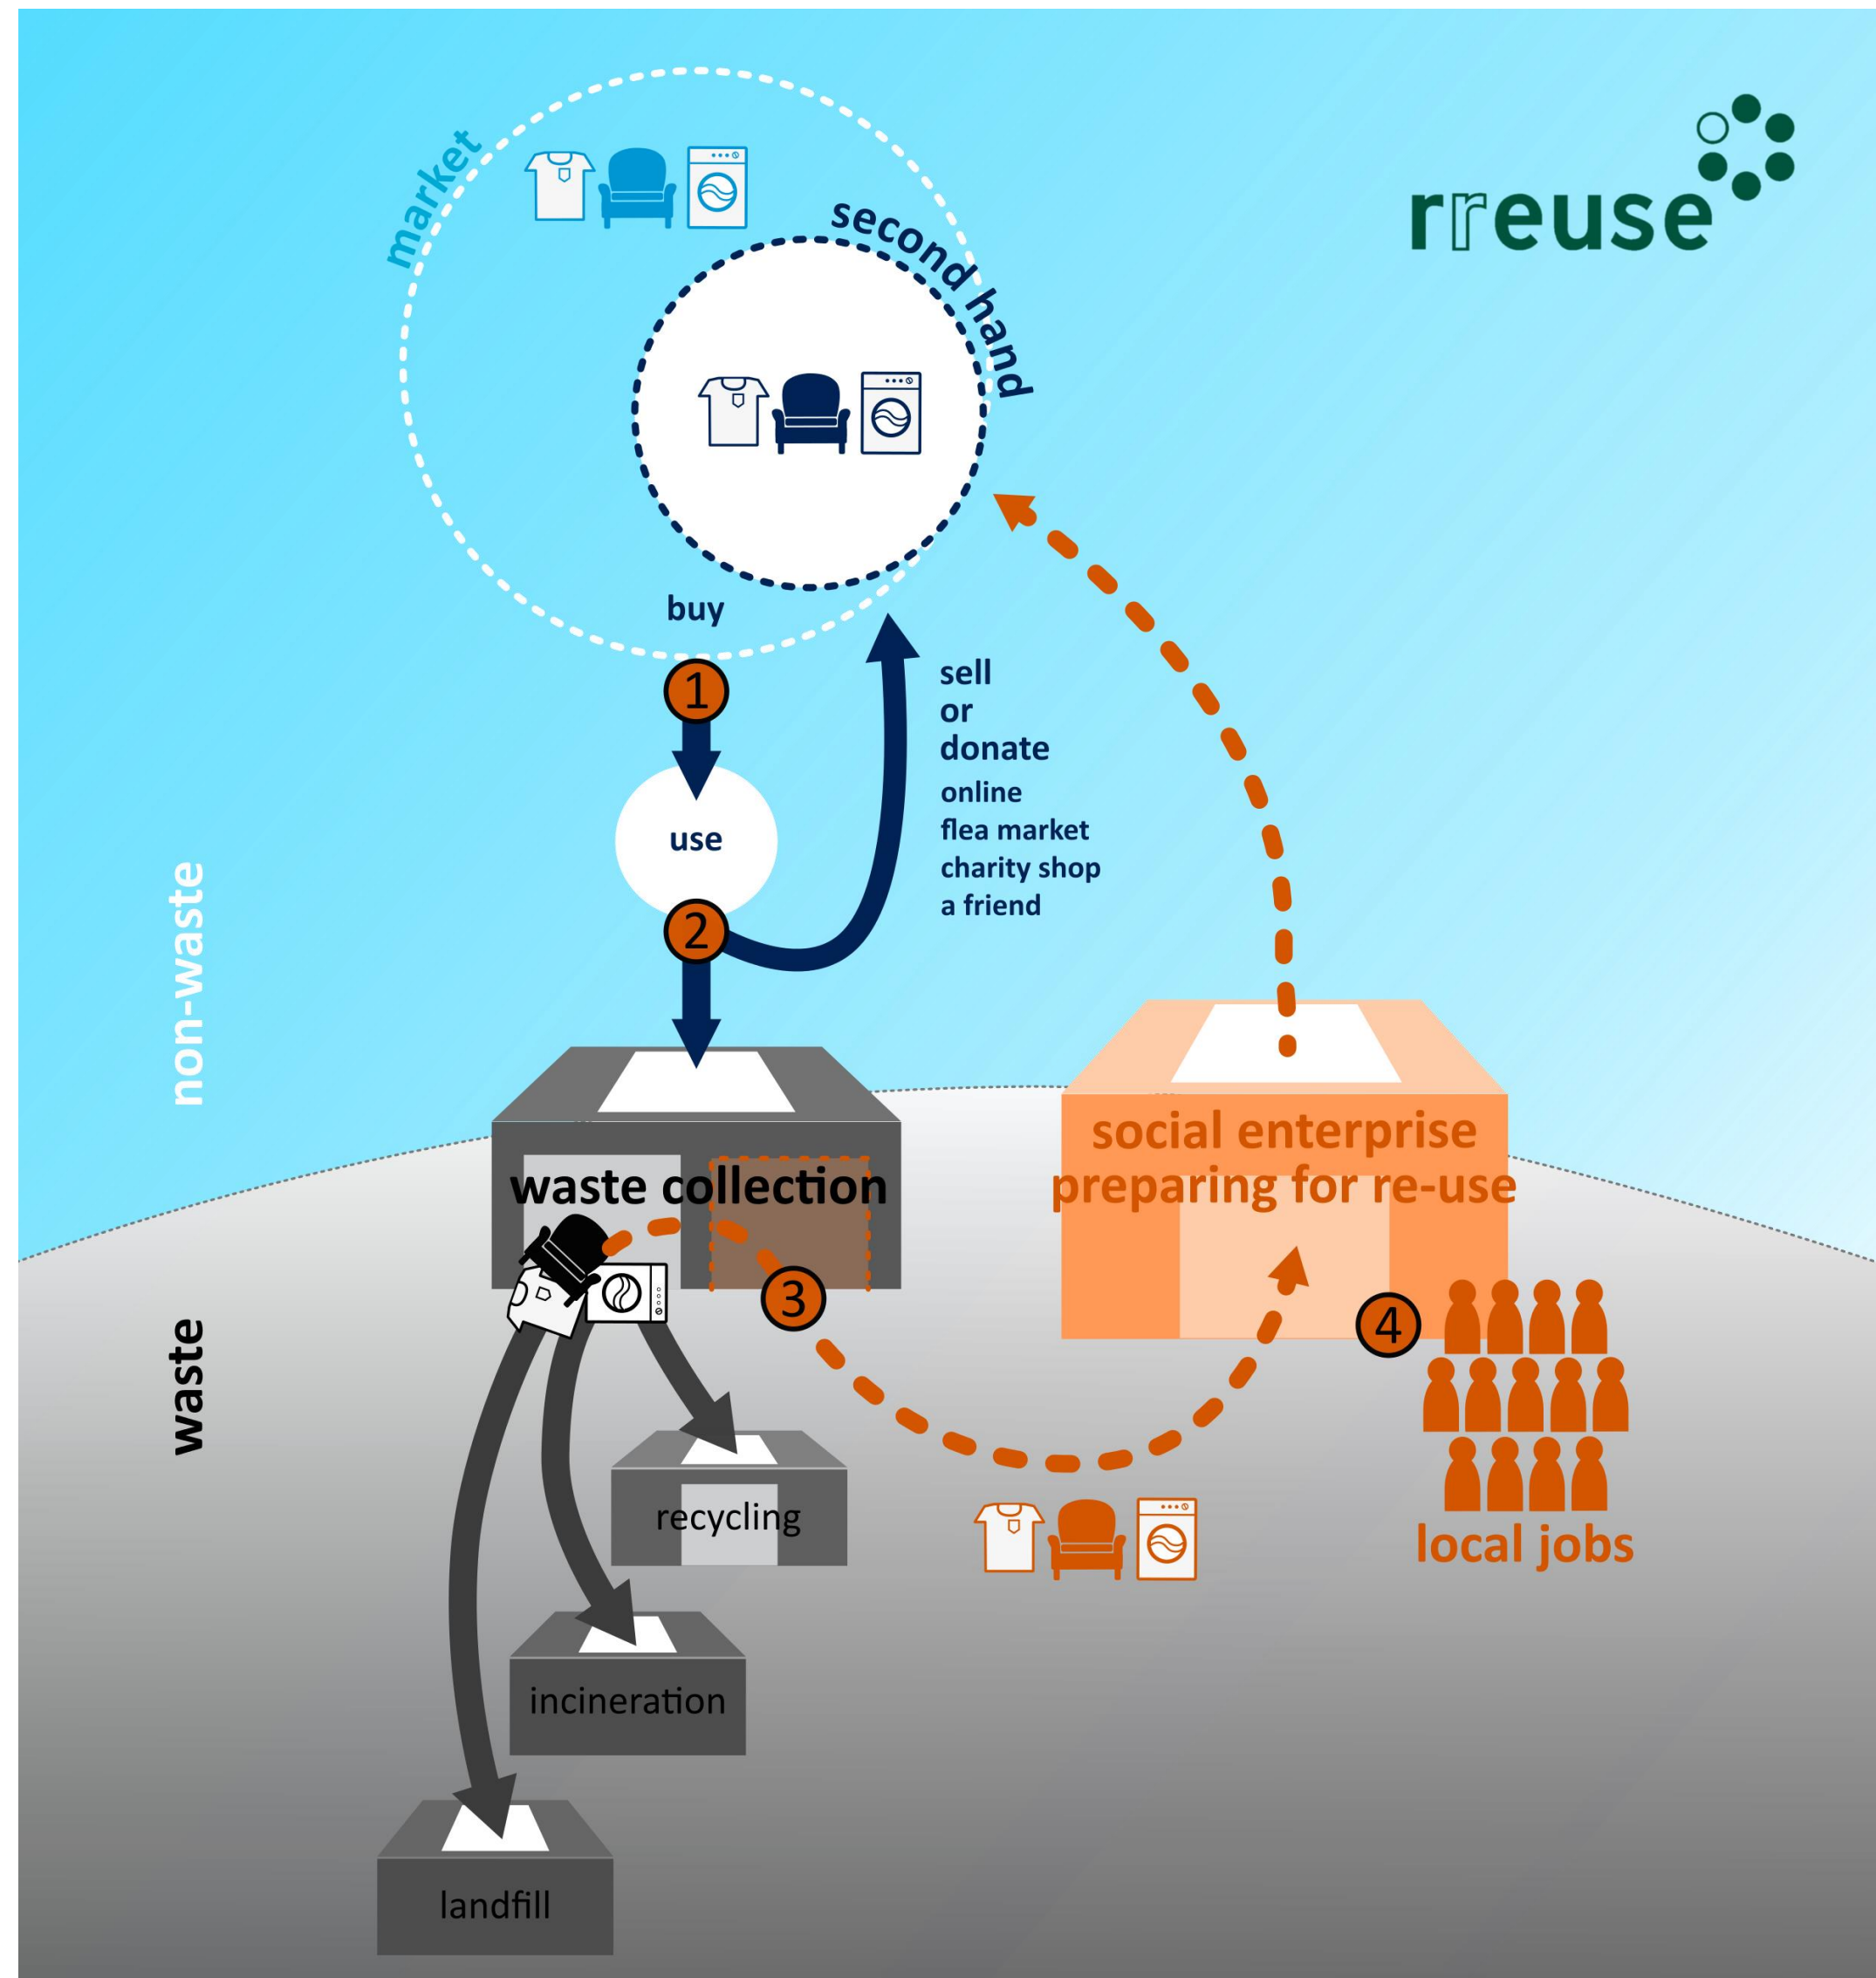 market
second hand
rreuse
buy
1
sell
or
donate
online
flea market
charity shop
a friend
use
2
non-waste
waste collection
social enterprise
preparing for re-use
3
4
waste
recycling
local jobs
incineration
landfill